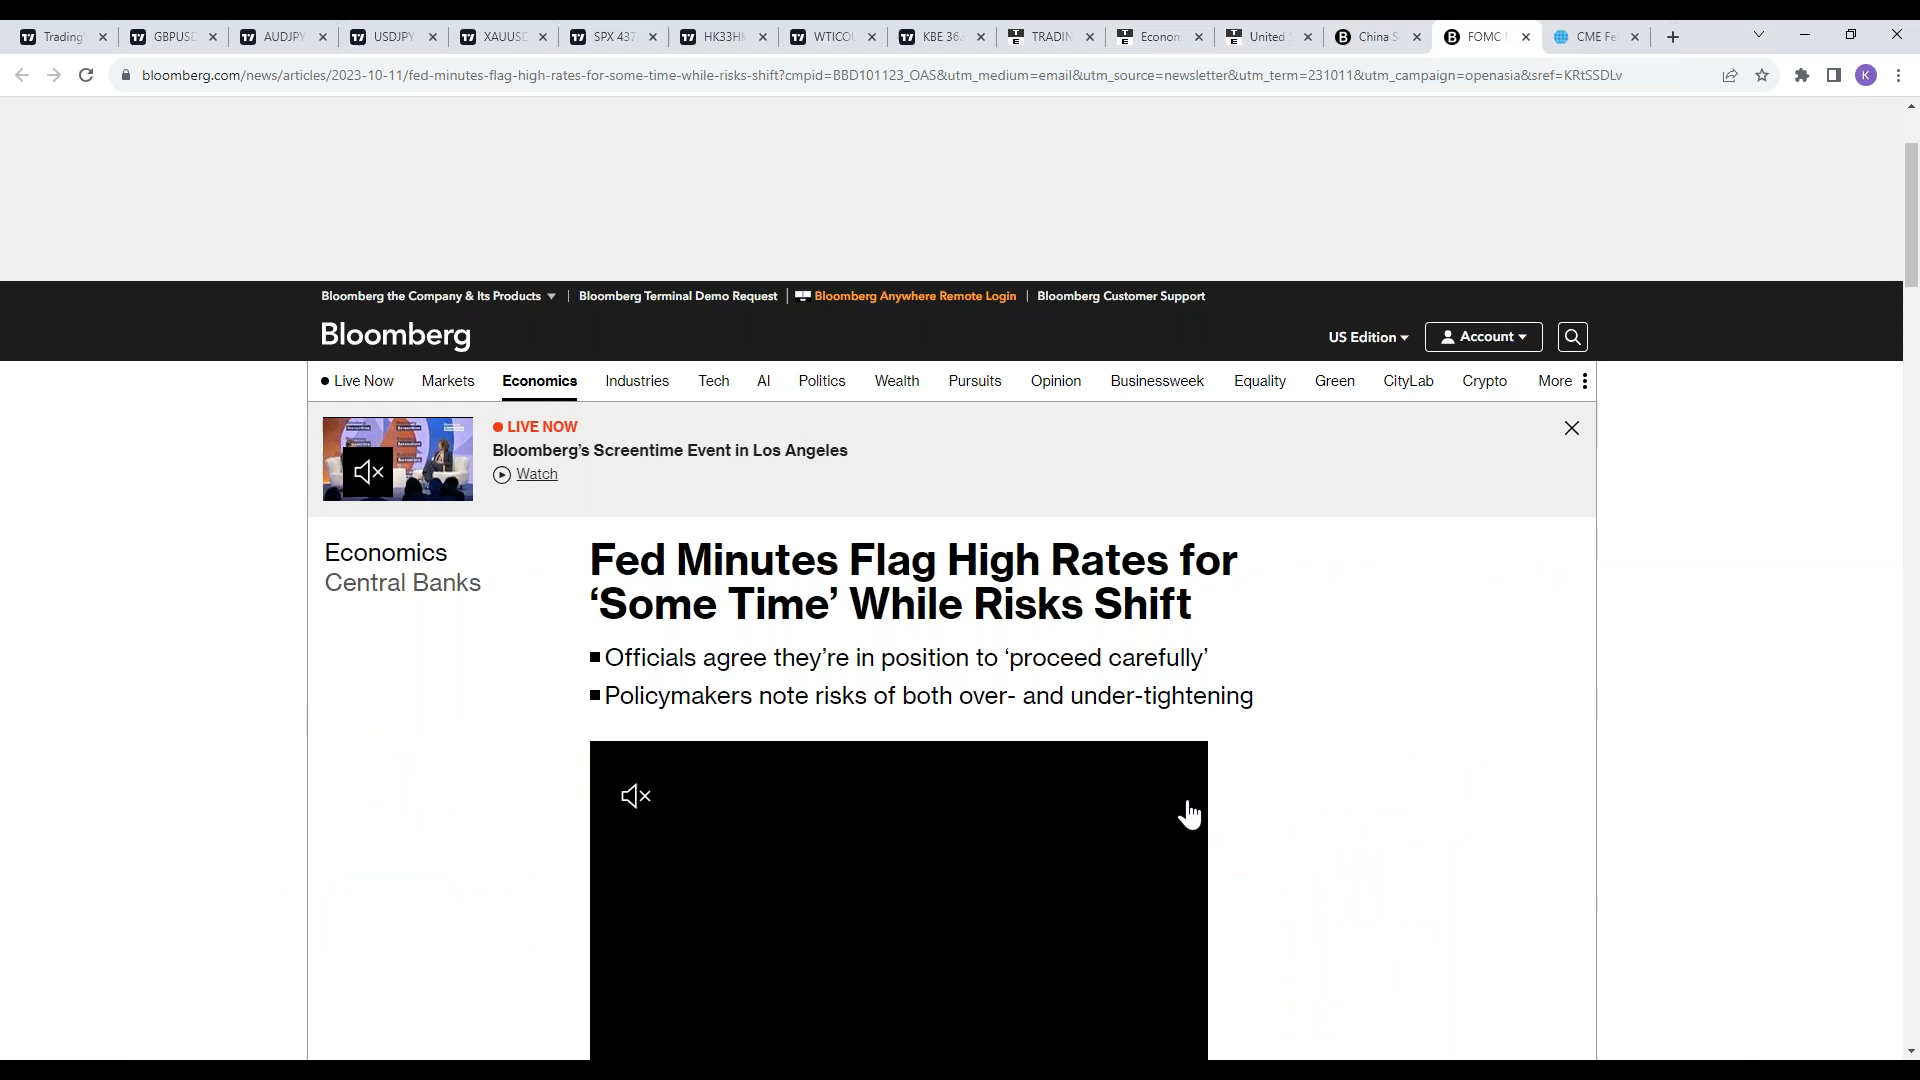 Trading
GBPUSD
AUDJPY
USDJPY
XAUUSD
SPX 437
HK33HK
WTICOU
KBE 36.
TRADIN
Econom
United S
China S
FOMC
CME Fe
bloomberg.com/news/articles/2023-10-11/fed-minutes-flag-high-rates-for-some-time-while-risks-shift?cmpid=BBD101123_OAS&utm_medium=email&utm_source=newsletter&utm_term=231011&utm_campaign=openasia&sref=KRtSSDLv
K
Bloomberg the Company & Its Products
Bloomberg Terminal Demo Request
Bloomberg Anywhere Remote Login
Bloomberg Customer Support
Bloomberg
US Edition
Account
Live Now
Markets
Economics
Industries
Tech
AI
Politics
Wealth
Pursuits
Opinion
Businessweek
Equality
Green
CityLab
Crypto
More
LIVE NOW
Bloomberg's Screentime Event in Los Angeles
Watch
Economics
Central Banks
Fed Minutes Flag High Rates for
‘Some Time’ While Risks Shift
Officials agree they’re in position to ‘proceed carefully’
Policymakers note risks of both over- and under-tightening